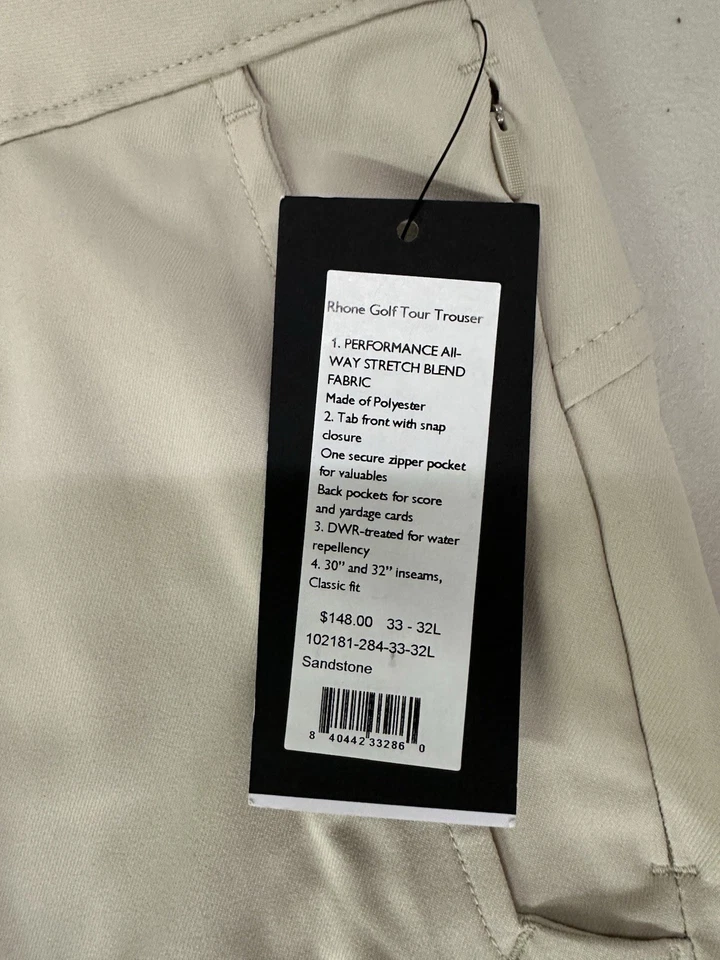 Rhone Golf Tour Trouser
1. PERFORMANCE All-
WAY STRETCH BLEND
FABRIC
Made of Polyester
2. Tab front with snap
closure
One secure zipper pocket
for valuables
Back pockets for score
and yardage cards
3. DWR-treated for water
repellency
4. 30” and 32” inseams,
Classic fit
$148.00 33 - 32L
102181-284-33-32L
Sandstone
8 40442 33286 0